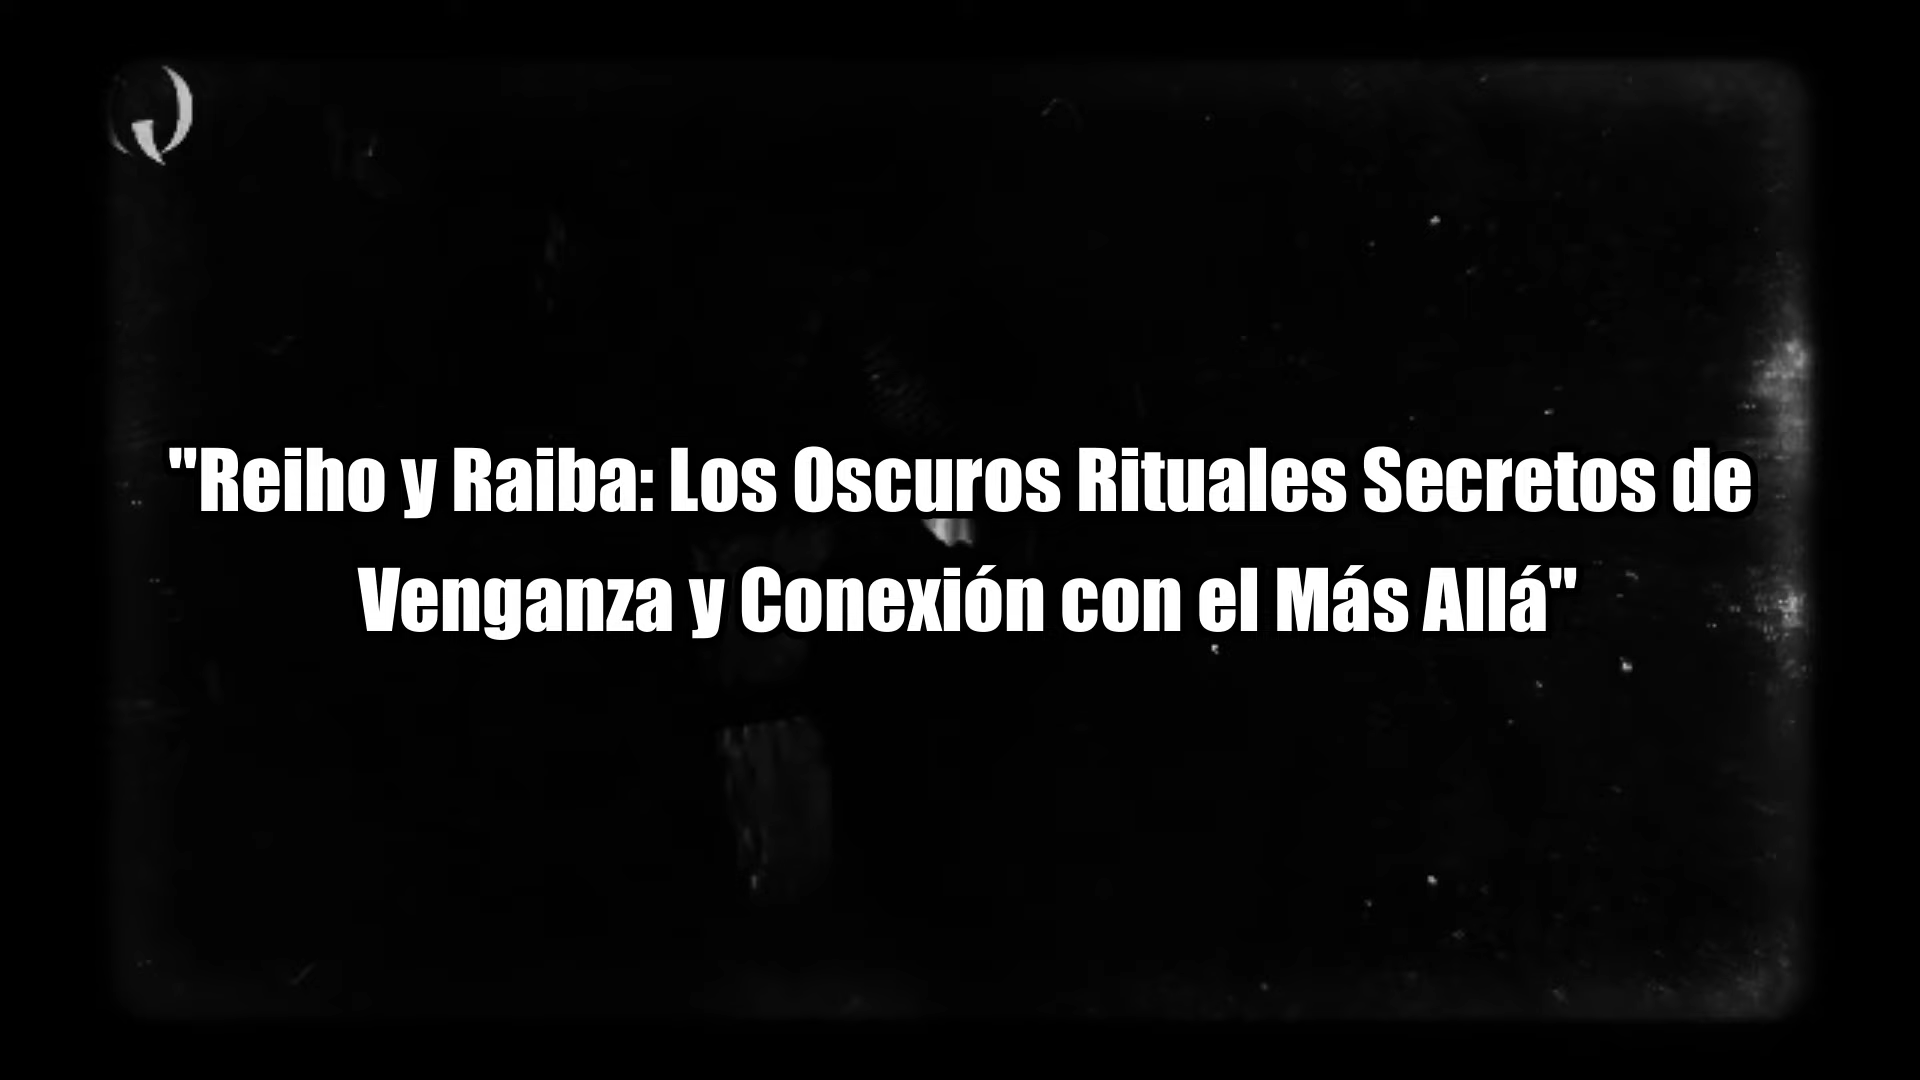 "Reiho y Raiba: Los Oscuros Rituales Secretos de
Venganza y Conexión con el Más Allá"